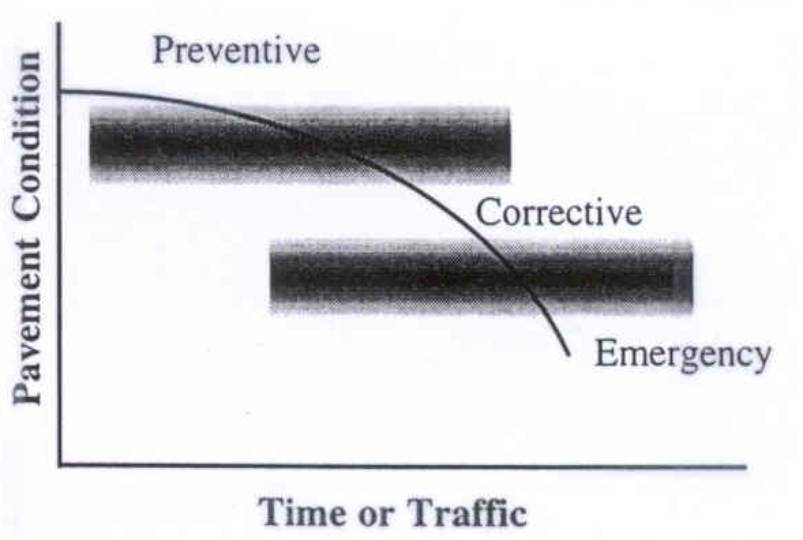 Preventive
Pavement Condition
Corrective
Emergency
Time or Traffic